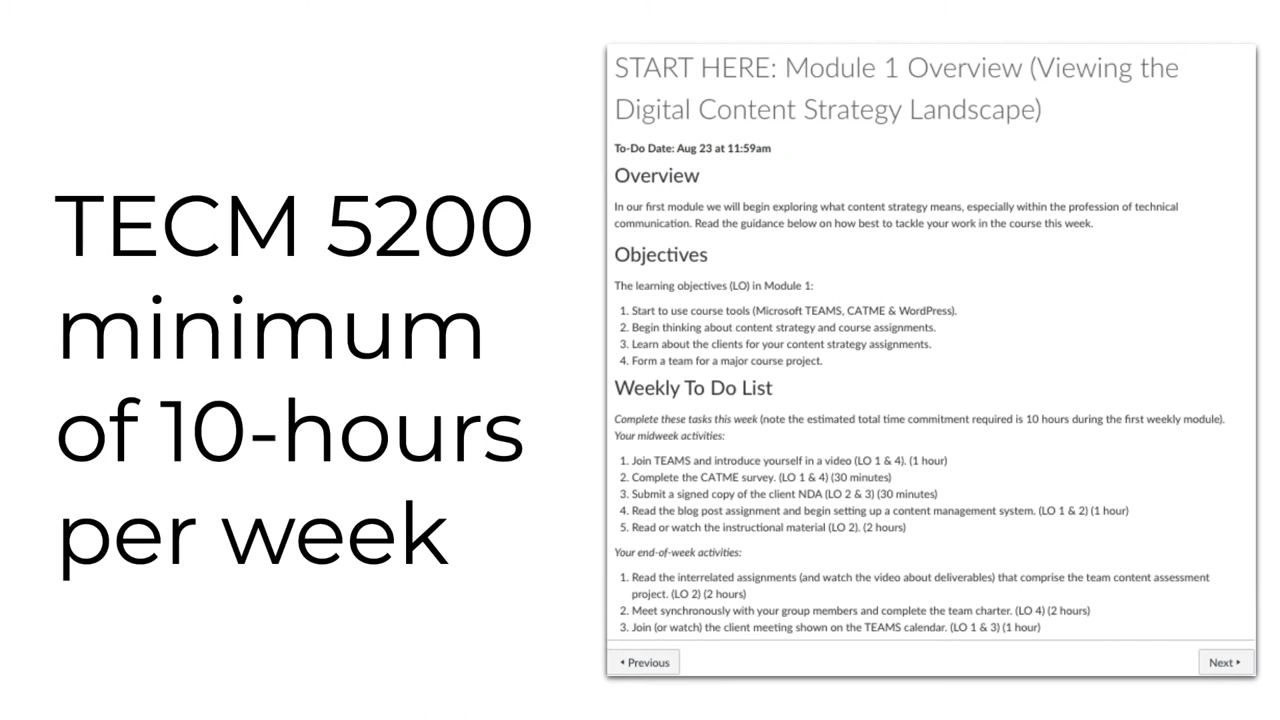 TECM 5200
minimum
of 10-hours
per week
START HERE: Module 1 Overview (Viewing the
Digital Content Strategy Landscape)
To-Do Date: Aug 23 at 11:59am
Overview
In our first module we will begin exploring what content strategy means, especially within the profession of technical
communication. Read the guidance below on how best to tackle your work in the course this week.
Objectives
The learning objectives (LO) in Module 1:
1. Start to use course tools (Microsoft TEAMS, CATME & WordPress).
2. Begin thinking about content strategy and course assignments.
3. Learn about the clients for your content strategy assignments.
4. Form a team for a major course project.
Weekly To Do List
Complete these tasks this week (note the estimated total time commitment required is 10 hours during the first weekly module).
Your midweek activities:
1. Join TEAMS and introduce yourself in a video (LO 1 & 4). (1 hour)
2. Complete the CATME survey. (LO 1 & 4) (30 minutes)
3. Submit a signed copy of the client NDA (LO 2 & 3) (30 minutes)
4. Read the blog post assignment and begin setting up a content management system. (LO 1 & 2) (1 hour)
5. Read or watch the instructional material (LO 2). (2 hours)
Your end-of-week activities:
1. Read the interrelated assignments (and watch the video about deliverables) that comprise the team content assessment
project. (LO 2) (2 hours)
2. Meet synchronously with your group members and complete the team charter. (LO 4) (2 hours)
3. Join (or watch) the client meeting shown on the TEAMS calendar. (LO 1 & 3) (1 hour)
Previous
Next